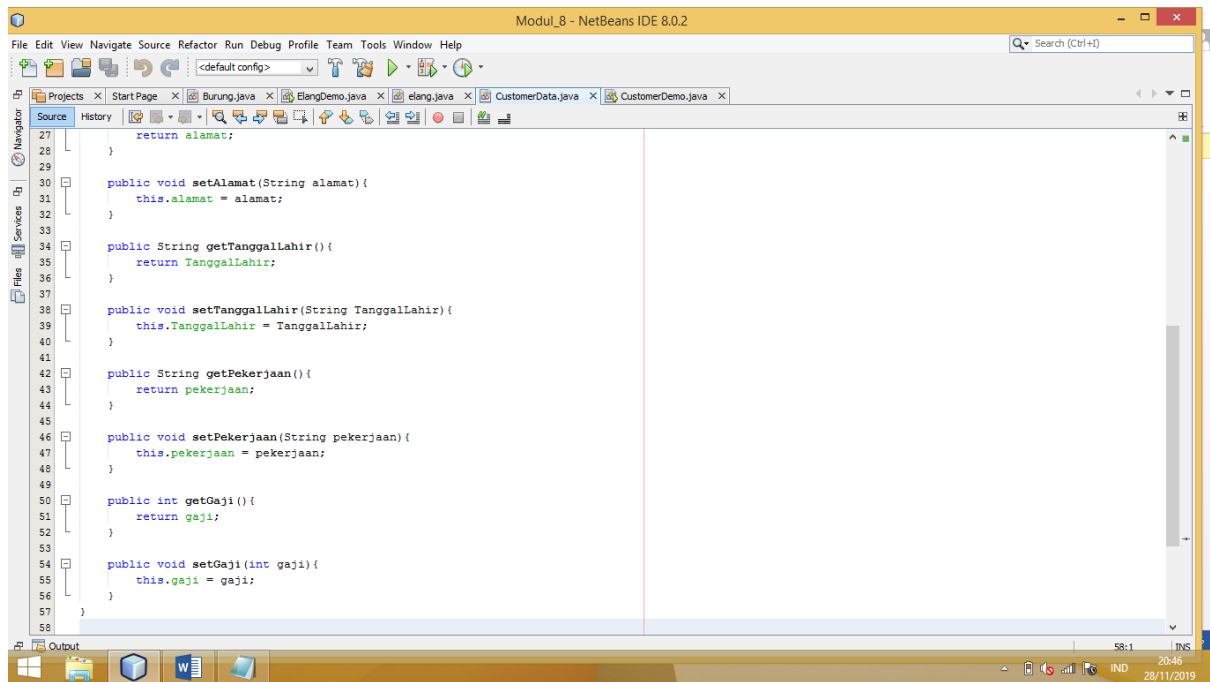 Modul_8 - NetBeans IDE 8.0.2
File Edit View Navigate Source Refactor Run Debug Profile Team Tools Window Help
Search (Ctrl+I)
<default config>
Projects Start Page Burung.java ElangDemo.java elang.java CustomerData.java CustomerDemo.java
Source History
Navigator
Services
Files
27 return alamat;
28 }
29
30 public void setAlamat(String alamat){
31 this.alamat = alamat;
32 }
33
34 public String getTanggalLahir(){
35 return TanggalLahir;
36 }
37
38 public void setTanggalLahir(String TanggalLahir){
39 this.TanggalLahir = TanggalLahir;
40 }
41
42 public String getPekerjaan(){
43 return pekerjaan;
44 }
45
46 public void setPekerjaan(String pekerjaan){
47 this.pekerjaan = pekerjaan;
48 }
49
50 public int getGaji(){
51 return gaji;
52 }
53
54 public void setGaji(int gaji){
55 this.gaji = gaji;
56 }
57 }
58
Output
58:1 INS
IND
20:46
28/11/2019